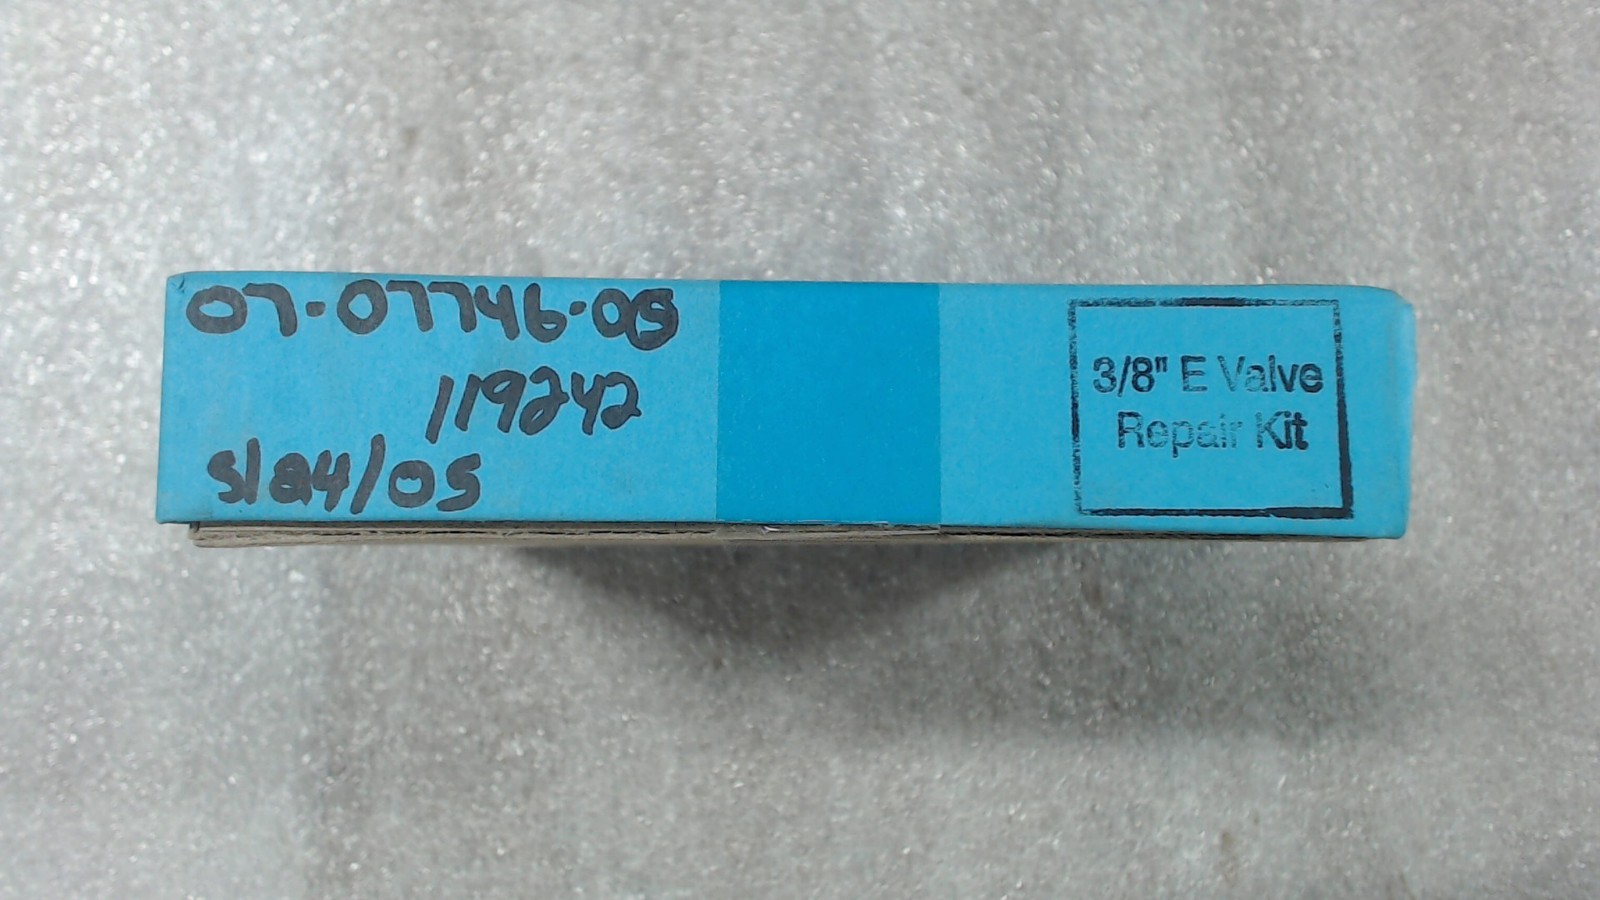 07-07746-05
119242
5/24/05
3/8" E Valve
Repair Kit